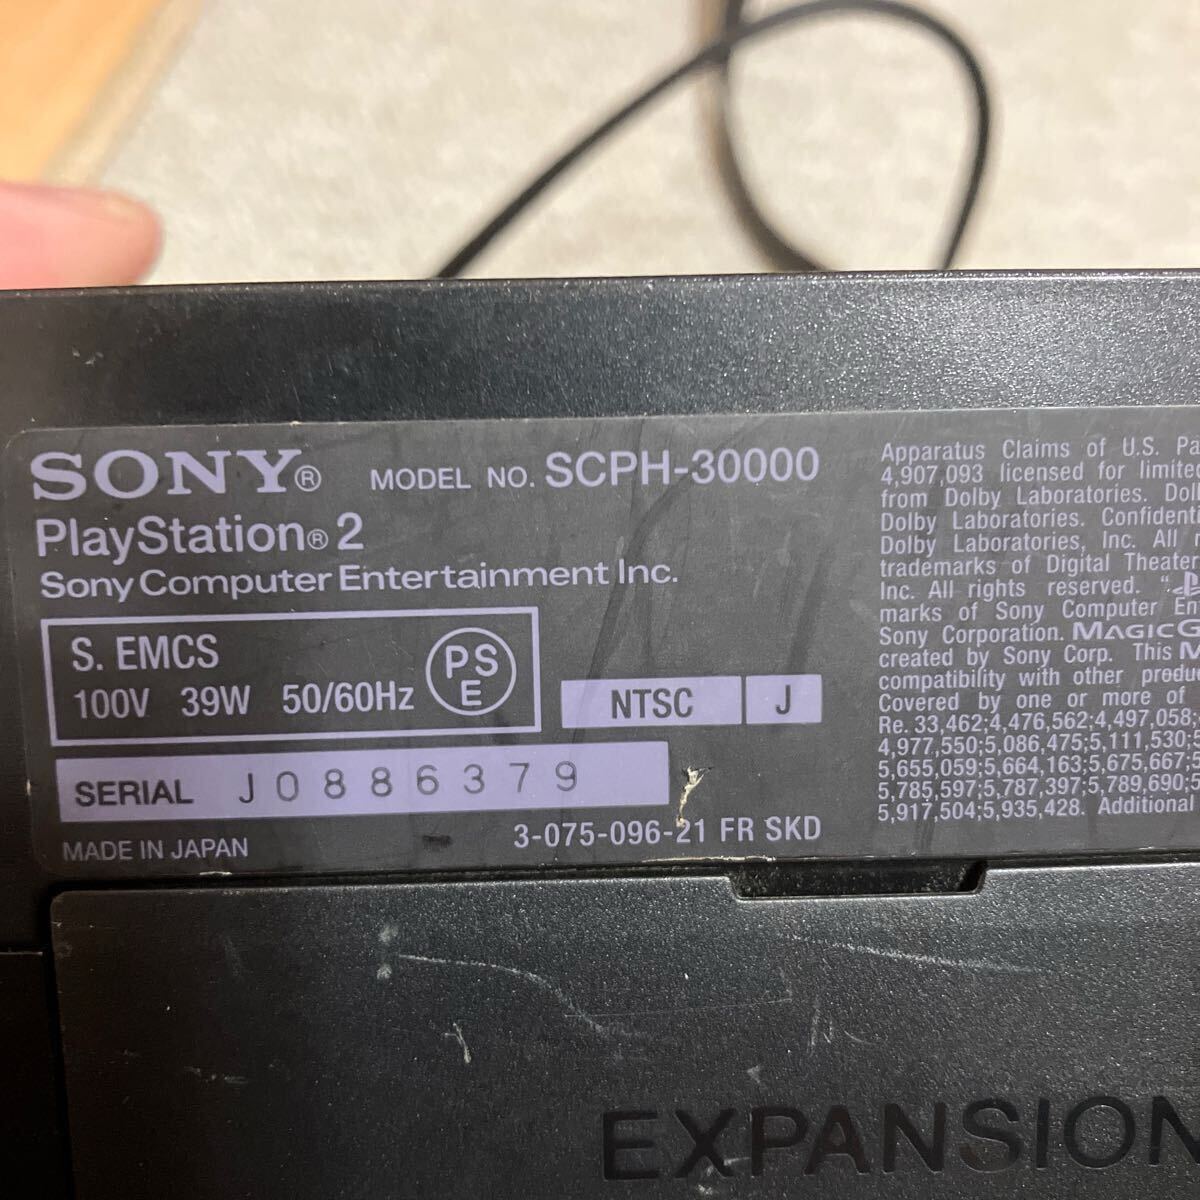 SONY® MODEL NO. SCPH-30000
PlayStation® 2
Sony Computer Entertainment Inc.
S. EMCS
100V 39W 50/60Hz
PS
E
NTSC J
SERIAL J0886379
MADE IN JAPAN
3-075-096-21 FR SKD
Apparatus Claims of U.S.
4,907,093 licensed for
from Dolby Laboratories.
Dolby Laboratories.
Dolby Laboratories, Inc. All
trademarks of Digital Theater
Inc. All rights reserved. "
marks of Sony Computer
Sony Corporation.
created by Sony Corp. This
compatibility with other
Covered by one or more of
Re. 33,462;4,476,562;4,497,058;
4,977,550;5,086,475;5,111,530;
5,655,059;5,664,163;5,675,667;
5,785,597;5,787,397;5,789,690;
5,917,504;5,935,428. Additional
EXPANSION